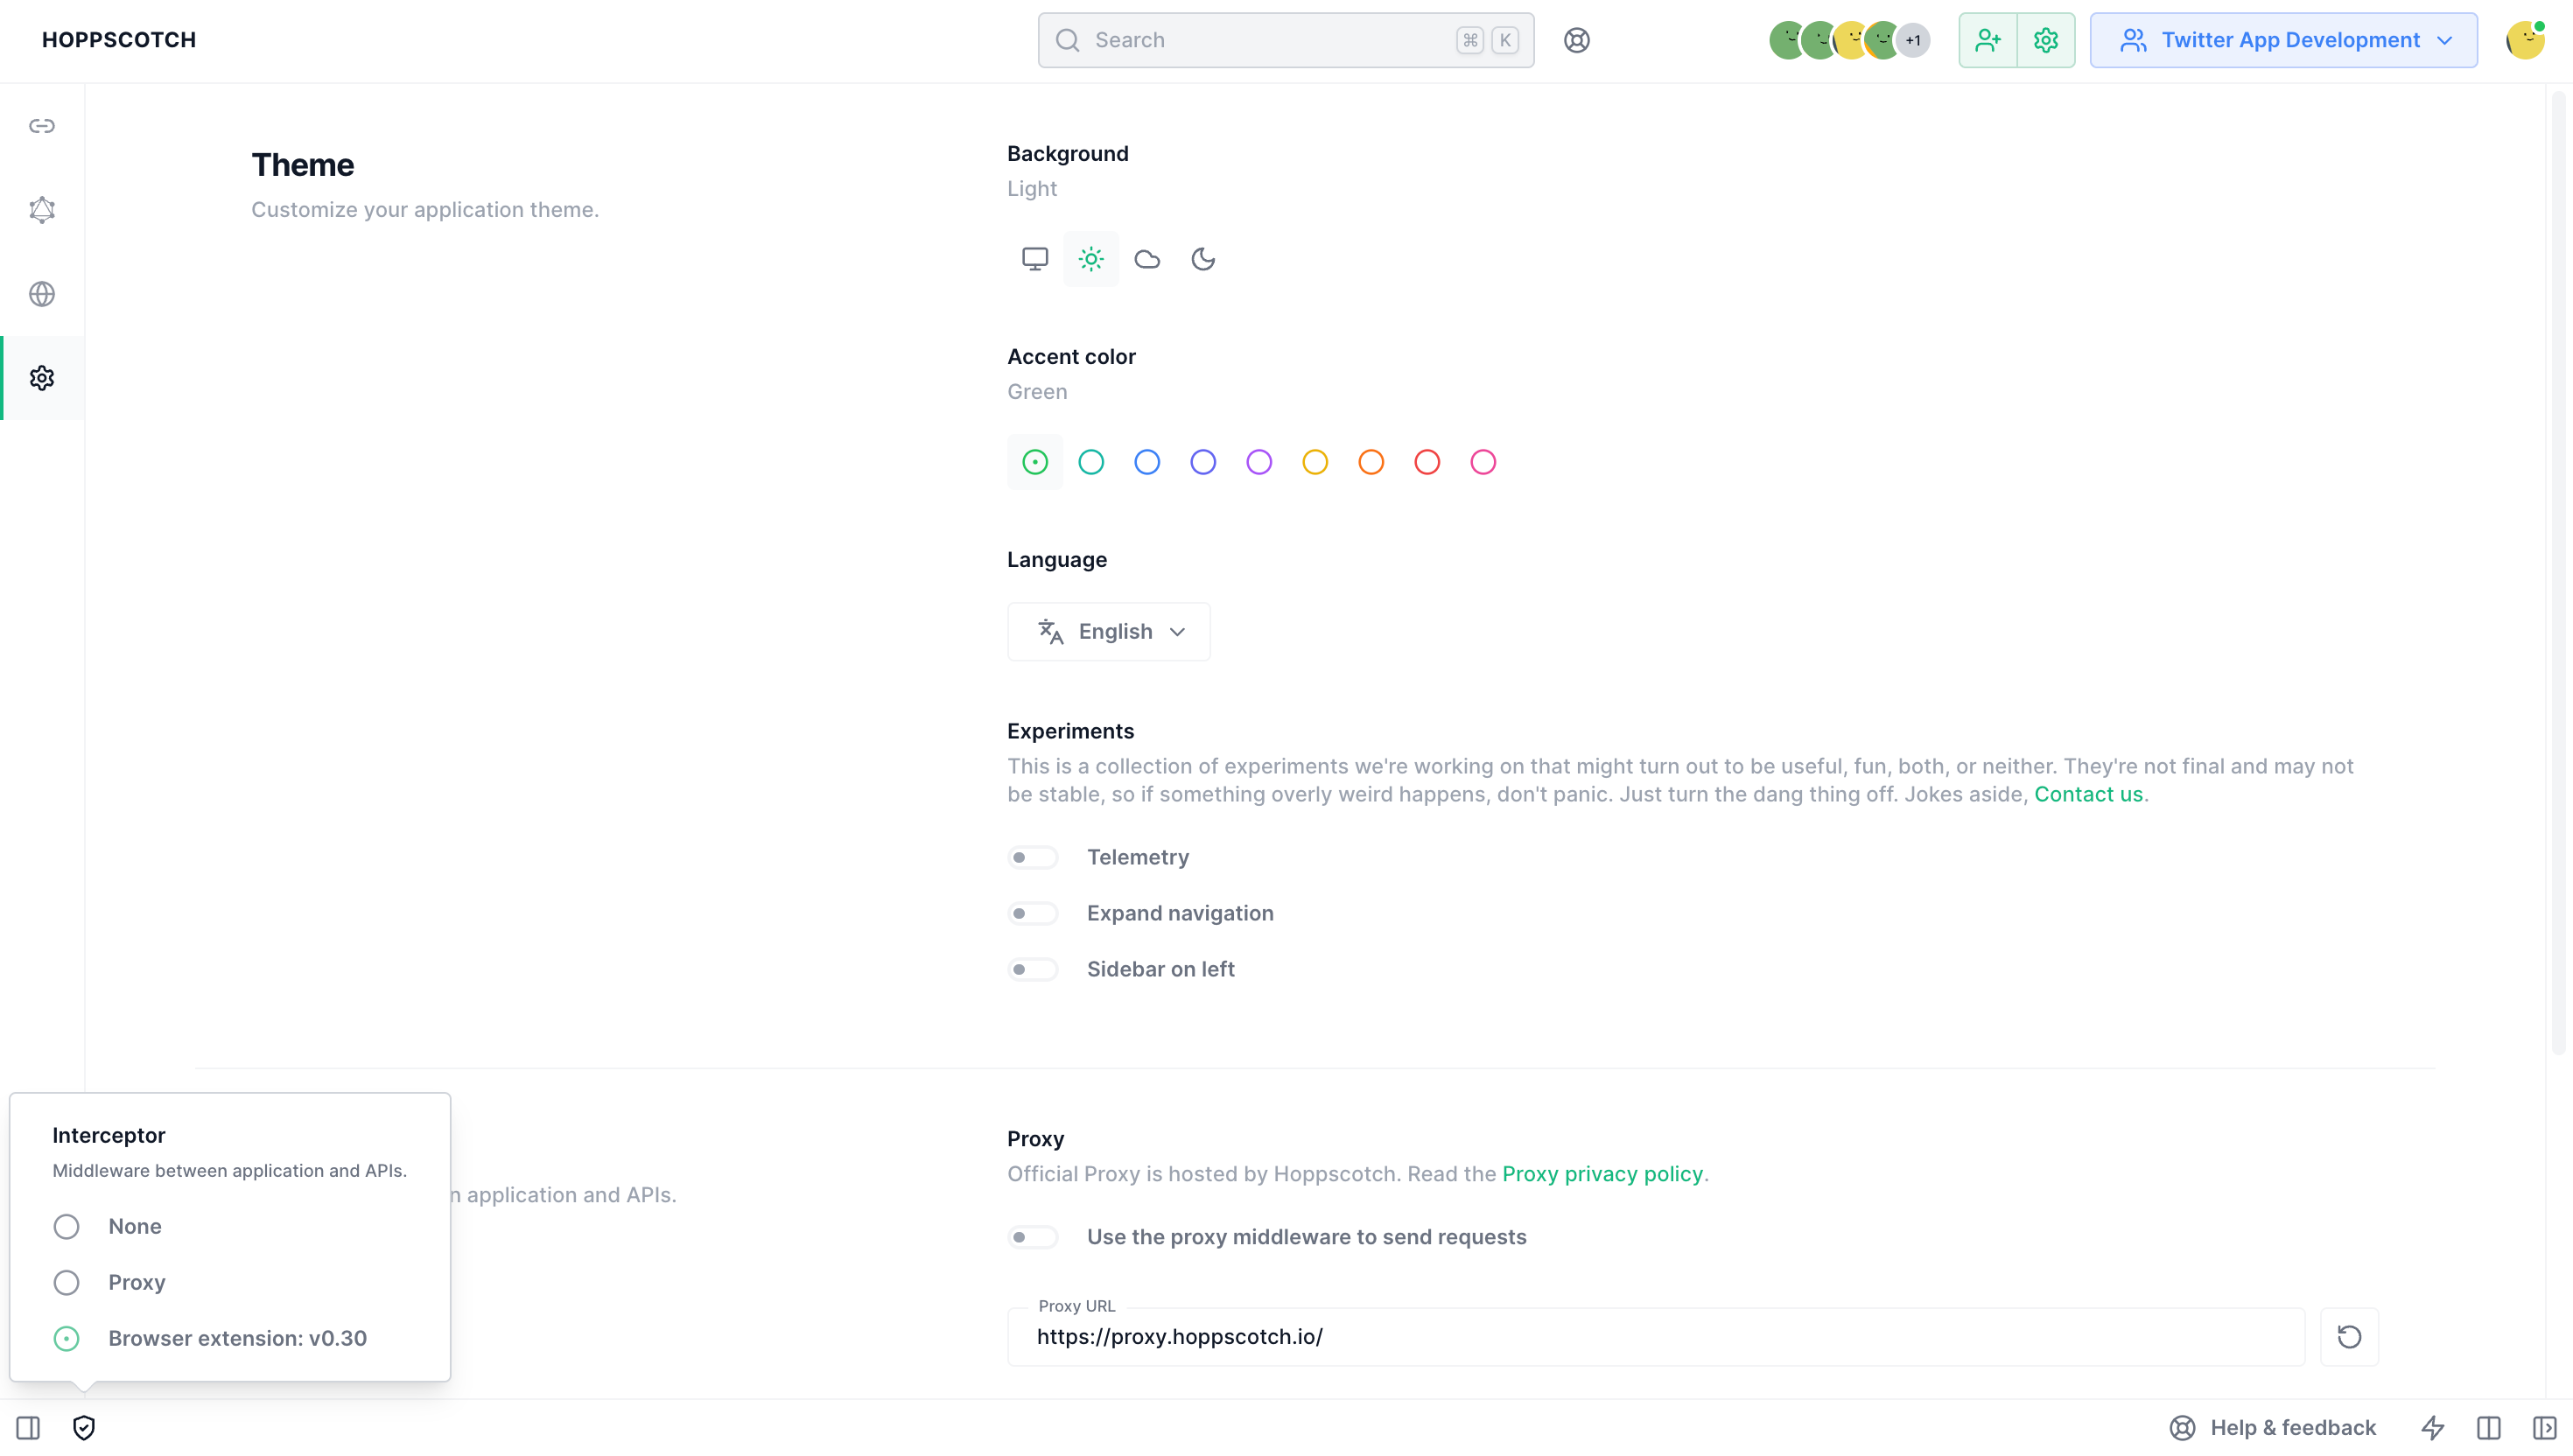 HOPPSCOTCH
Search
⌘ K
+1
Twitter App Development
Theme
Customize your application theme.
Background
Light
Accent color
Green
Language
English
Experiments
This is a collection of experiments we're working on that might turn out to be useful, fun, both, or neither. They're not final and may not
be stable, so if something overly weird happens, don't panic. Just turn the dang thing off. Jokes aside, Contact us.
Telemetry
Expand navigation
Sidebar on left
Interceptor
Middleware between application and APIs.
None
Proxy
Browser extension: v0.30
n application and APIs.
Proxy
Official Proxy is hosted by Hoppscotch. Read the Proxy privacy policy.
Use the proxy middleware to send requests
Proxy URL
https://proxy.hoppscotch.io/
Help & feedback